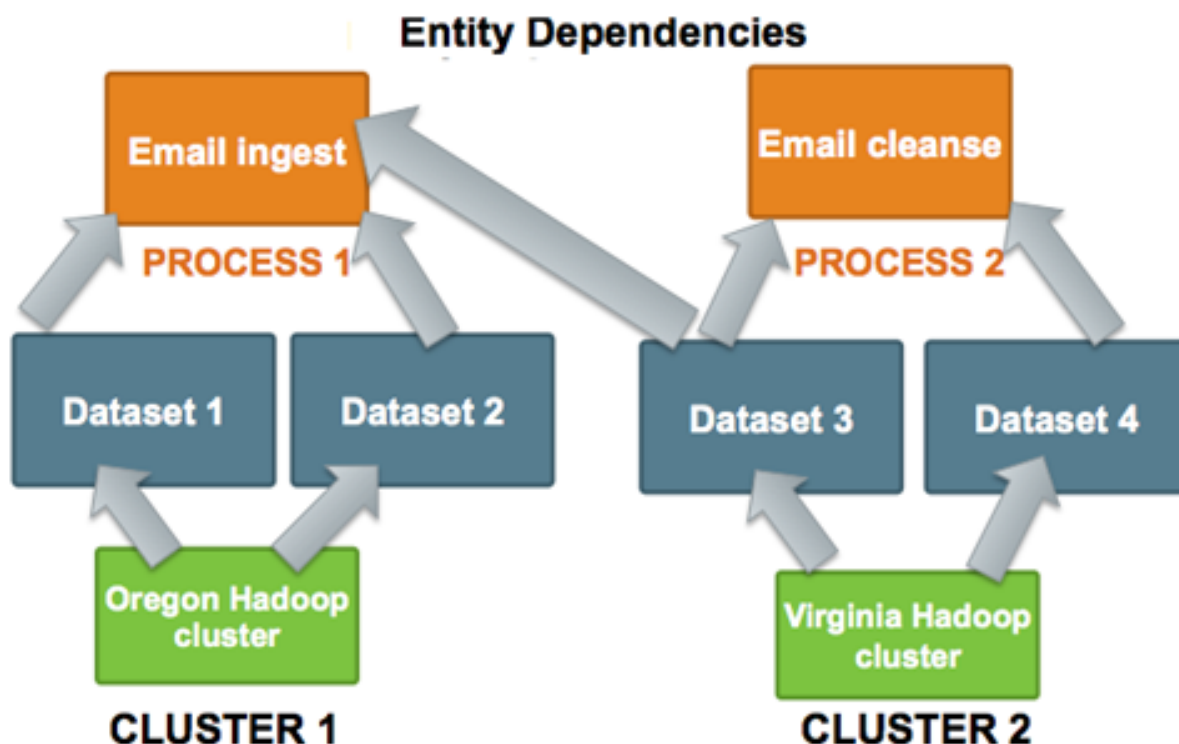 Entity Dependencies
Email ingest
Email cleanse
PROCESS 1
PROCESS 2
Dataset 1
Dataset 2
Dataset 3
Dataset 4
Oregon Hadoop
cluster
Virginia Hadoop
cluster
CLUSTER 1
CLUSTER 2